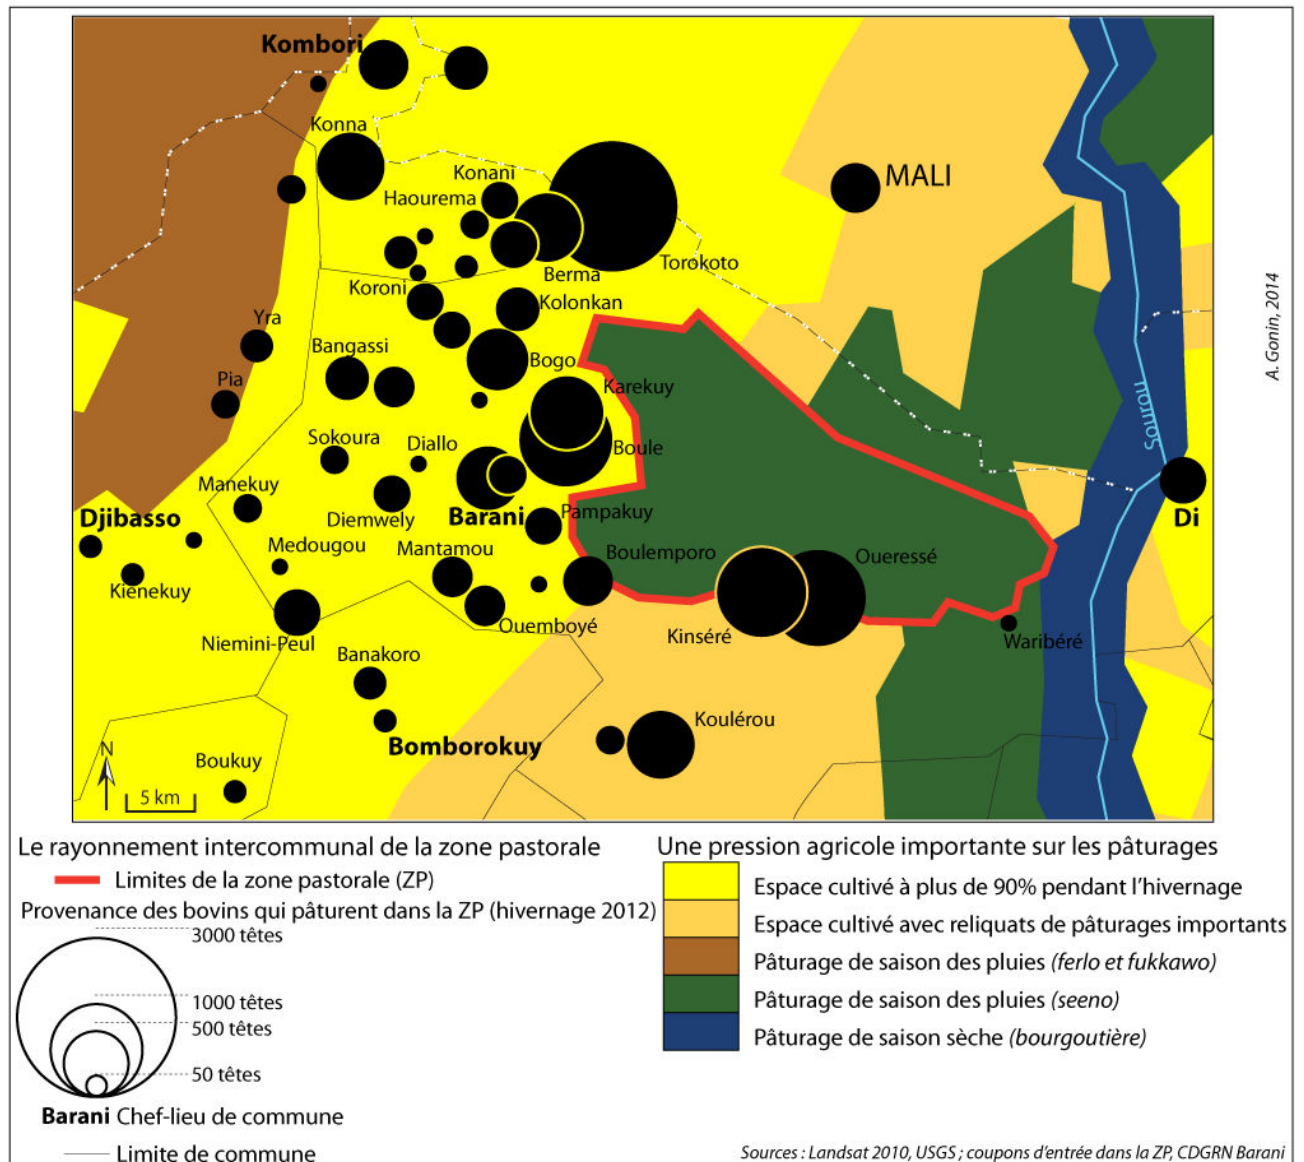 Kombori
Konna
Konani
Haourema
MALI
Torokoto
Berma
Koroni
Kolonkan
Yra
Bangassi
Bogo
Pia
Karekuy
Sokoura
Diallo
Boule
Manekuy
Djibasso
Diemwely
Barani
Pampakuy
Di
Sourou
Medougou
Mantamou
Boulemporo
Oueressé
Kienekuy
Ouemboyé
Kinséré
Waribéré
Niemini-Peul
Banakoro
Koulérou
Bomborokuy
Boukuy
N
5 km
A. Gonin, 2014
Le rayonnement intercommunal de la zone pastorale
Limites de la zone pastorale (ZP)
Provenance des bovins qui pâturent dans la ZP (hivernage 2012)
3000 têtes
1000 têtes
500 têtes
50 têtes
Barani Chef-lieu de commune
Limite de commune
Une pression agricole importante sur les pâturages
Espace cultivé à plus de 90% pendant l'hivernage
Espace cultivé avec reliquats de pâturages importants
Pâturage de saison des pluies (ferlo et fukkawo)
Pâturage de saison des pluies (seeno)
Pâturage de saison sèche (bourgoutière)
Sources : Landsat 2010, USGS ; coupons d'entrée dans la ZP, CDGRN Barani